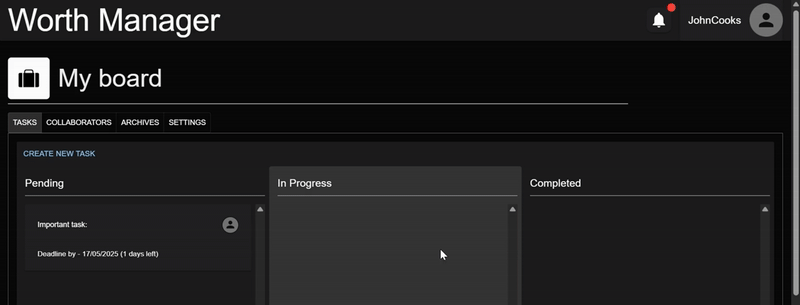 Worth Manager
JohnCooks
My board
TASKS COLLABORATORS ARCHIVES SETTINGS
CREATE NEW TASK
Pending In Progress Completed
Important task:
Deadline by - 17/05/2025 (1 days left)